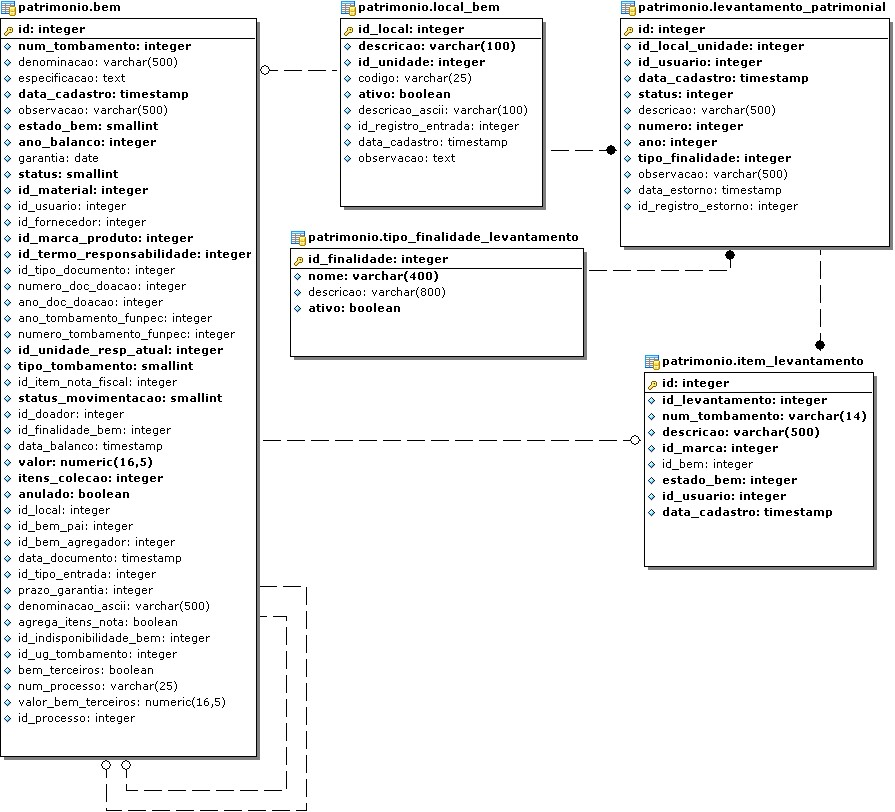 patrimonio.bem
id: integer
num_tombamento: integer
denominacao: varchar(500)
especificacao: text
data_cadastro: timestamp
observacao: varchar(500)
estado_bem: smallint
ano_balanco: integer
garantia: date
status: smallint
id_material: integer
id_usuario: integer
id_fornecedor: integer
id_marca_produto: integer
id_termo_responsabilidade: integer
id_tipo_documento: integer
numero_doc_doacao: integer
ano_doc_doacao: integer
ano_tombamento_funpec: integer
numero_tombamento_funpec: integer
id_unidade_resp_atual: integer
tipo_tombamento: smallint
id_item_nota_fiscal: integer
status_movimentacao: smallint
id_doador: integer
id_finalidade_bem: integer
data_balanco: timestamp
valor: numeric(16,5)
itens_colecao: integer
anulado: boolean
id_local: integer
id_bem_pai: integer
id_bem_agregador: integer
data_documento: timestamp
id_tipo_entrada: integer
prazo_garantia: integer
denominacao_ascii: varchar(500)
agrega_itens_nota: boolean
id_indisponibilidade_bem: integer
id_ug_tombamento: integer
bem_terceiros: boolean
num_processo: varchar(25)
valor_bem_terceiros: numeric(16,5)
id_processo: integer
patrimonio.local_bem
id_local: integer
descricao: varchar(100)
id_unidade: integer
codigo: varchar(25)
ativo: boolean
descricao_ascii: varchar(100)
id_registro_entrada: integer
data_cadastro: timestamp
observacao: text
patrimonio.levantamento_patrimonial
id: integer
id_local_unidade: integer
id_usuario: integer
data_cadastro: timestamp
status: integer
descricao: varchar(500)
numero: integer
ano: integer
tipo_finalidade: integer
observacao: varchar(500)
data_estorno: timestamp
id_registro_estorno: integer
patrimonio.tipo_finalidade_levantamento
id_finalidade: integer
nome: varchar(400)
descricao: varchar(800)
ativo: boolean
patrimonio.item_levantamento
id: integer
id_levantamento: integer
num_tombamento: varchar(14)
descricao: varchar(500)
id_marca: integer
id_bem: integer
estado_bem: integer
id_usuario: integer
data_cadastro: timestamp